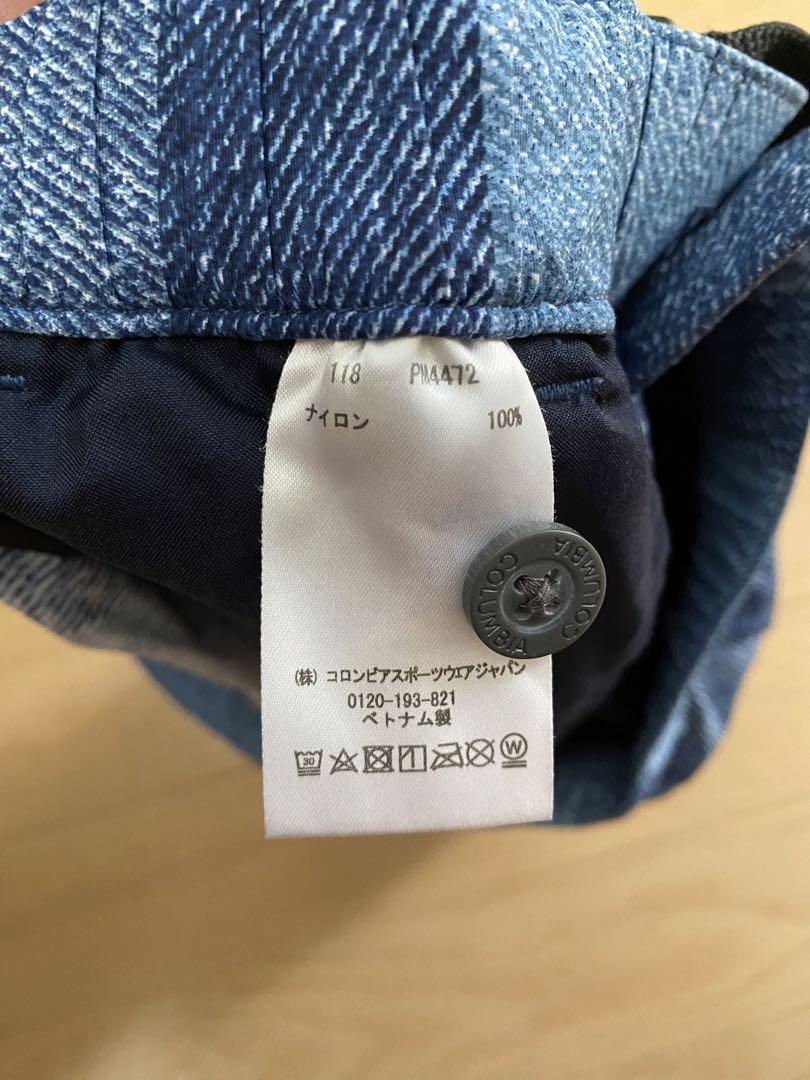 118 PM4472
ナイロン 100%
COLUMBIA COLUMBIA
(株) コロンビアスポーツウェアジャパン
0120-193-821
ベトナム製
30 W